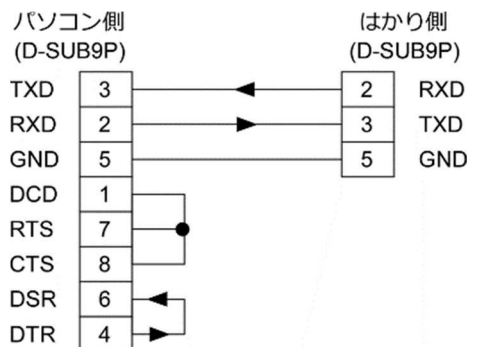 パソコン側 はかり側
(D-SUB9P) (D-SUB9P)
TXD 3 2 RXD
RXD 2 3 TXD
GND 5 5 GND
DCD 1
RTS 7
CTS 8
DSR 6
DTR 4